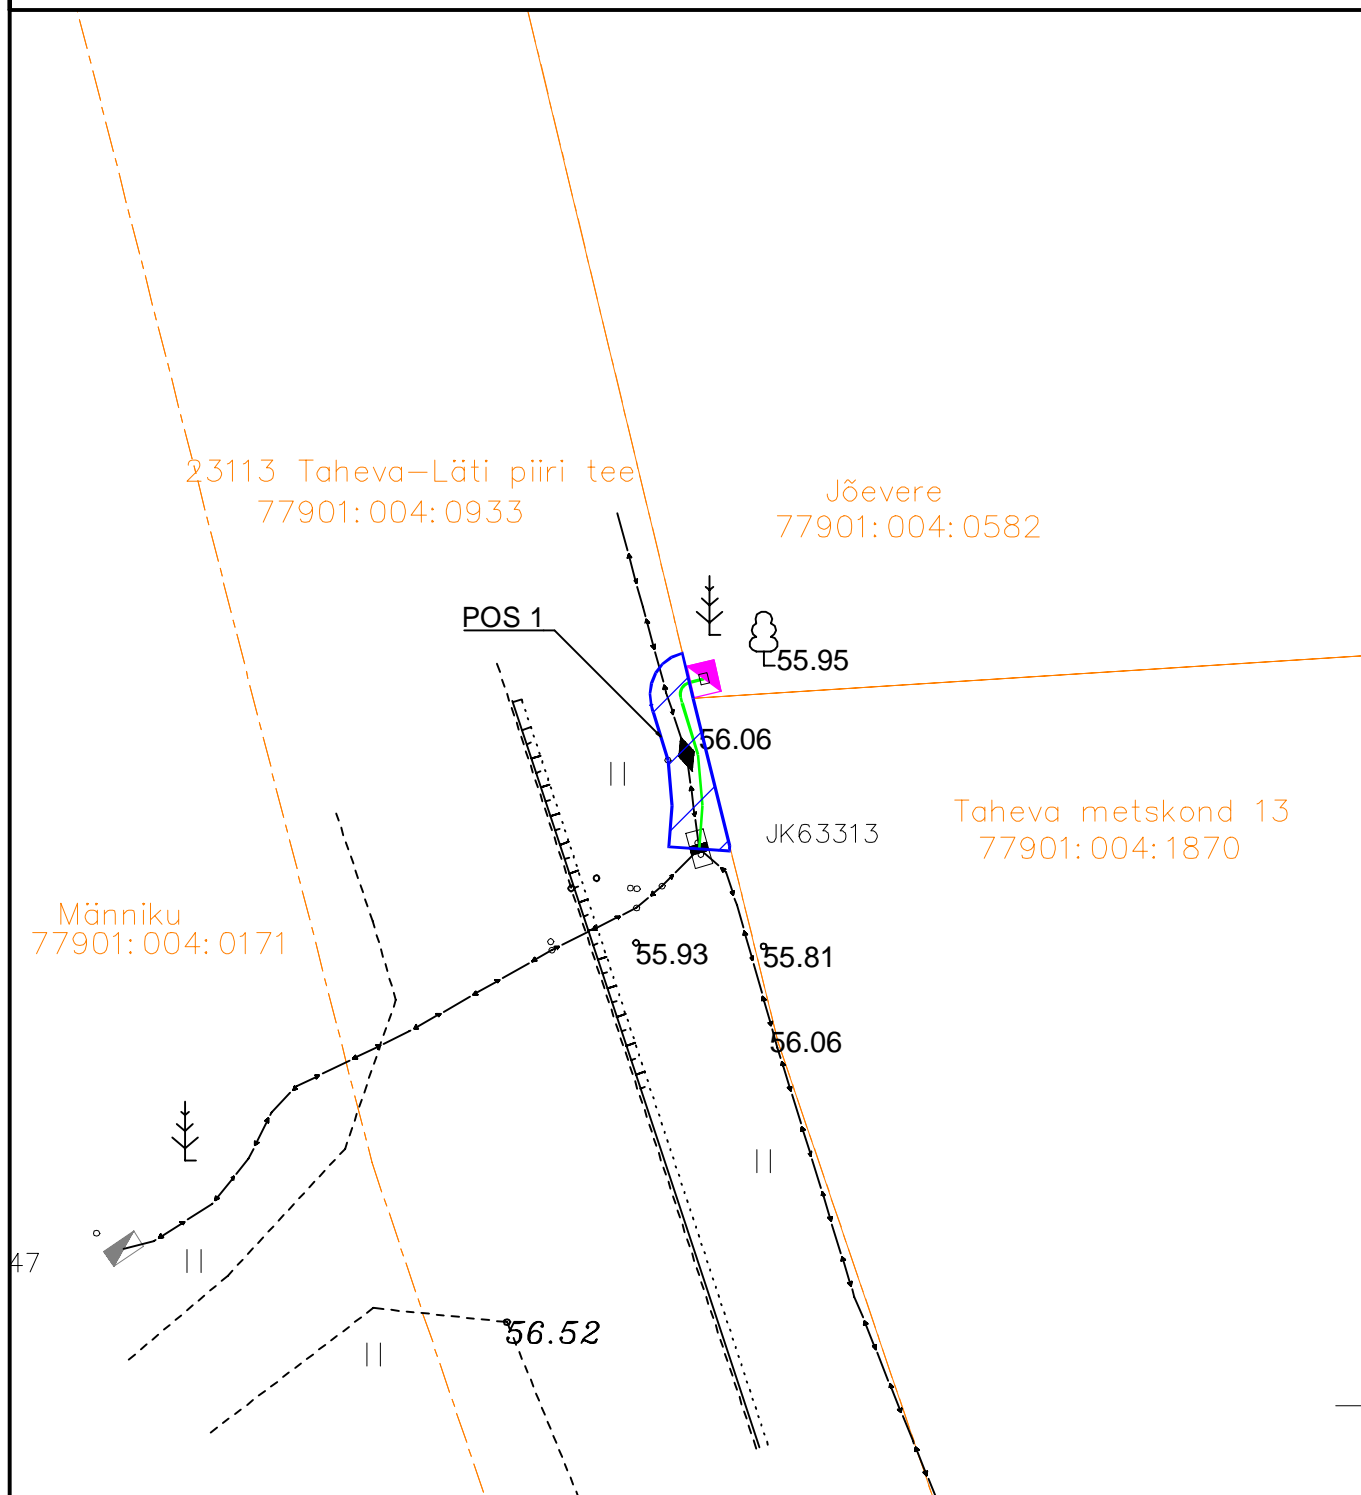 23113 Taheva–Läti piiri tee
77901:004:0933
Jõevere
77901:004:0582
POS 1
55.95
56.06
Taheva metskond 13
77901:004:1870
JK63313
Männiku
77901:004:0171
55.93
55.81
56.06
47
56.52